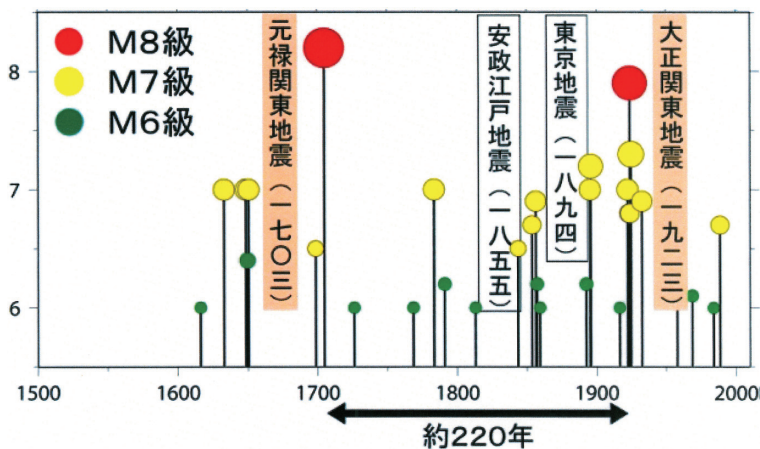 M8級
M7級
M6級
元禄関東地震（一七〇三）
安政江戸地震（一八五五）
東京地震（一八九四）
大正関東地震（一九二三）
8
7
6
1500
1600
1700
1800
1900
2000
約220年